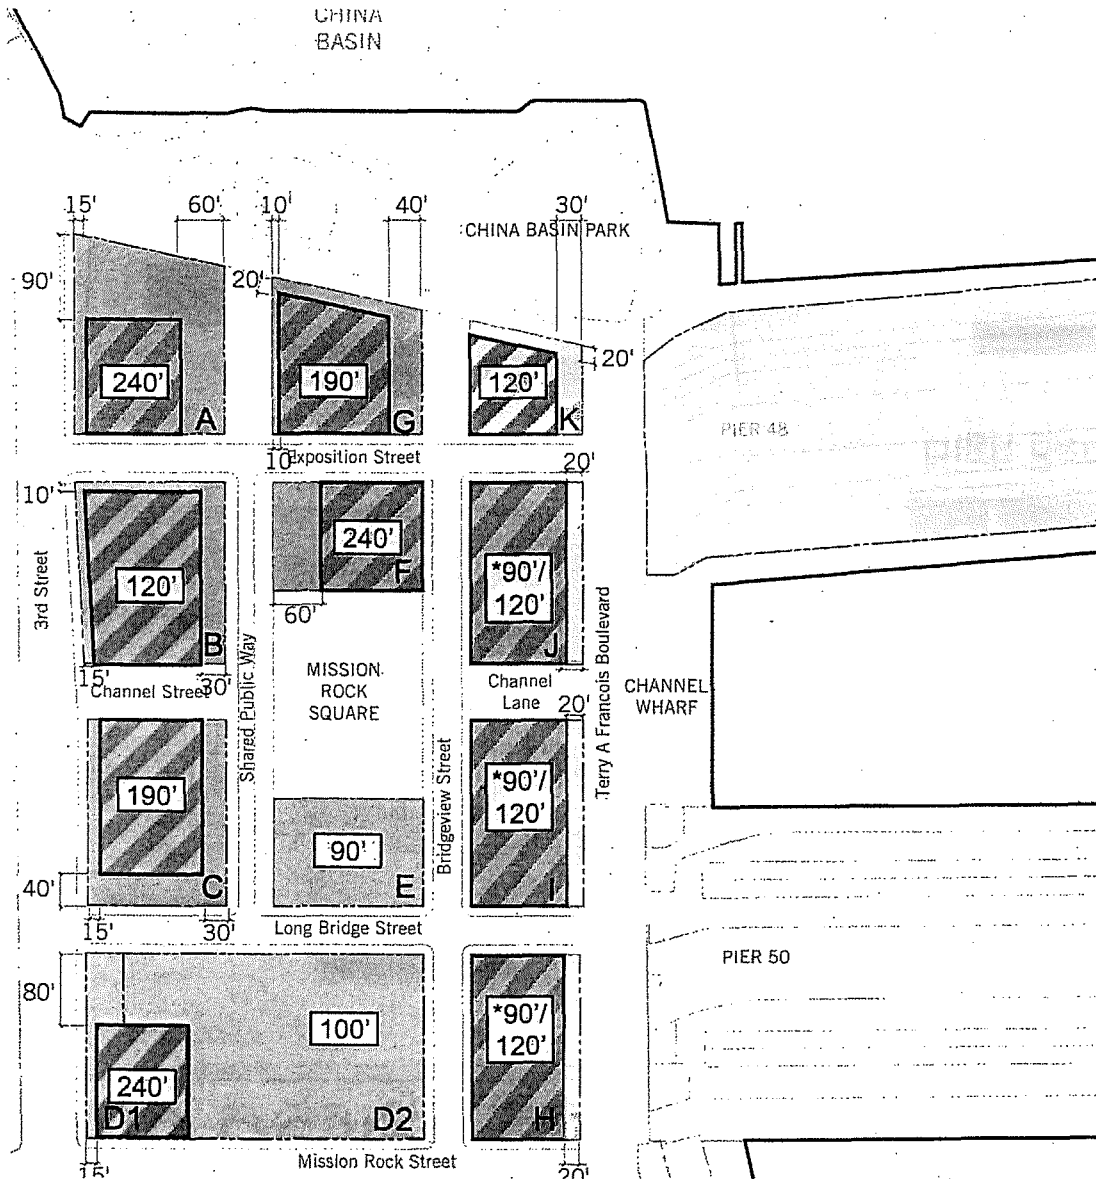 CHINA
BASIN
15'
60'
10'
40'
30'
CHINA BASIN PARK
90'
20'
20'
240'
190'
120'
A
G
K
PIER 48
10'
Exposition Street
20'
10'
240'
F
120'
*90'/
120'
3rd Street
60'
B
J
15'
30'
Channel Street
Shared Public Way
MISSION
ROCK
SQUARE
Channel
Lane
20'
Terry A Francois Boulevard
CHANNEL
WHARF
190'
*90'/
120'
Bridgeview Street
90'
40'
C
E
I
15'
30'
Long Bridge Street
PIER 50
80'
100'
*90'/
120'
240'
D1
D2
H
15'
Mission Rock Street
20'